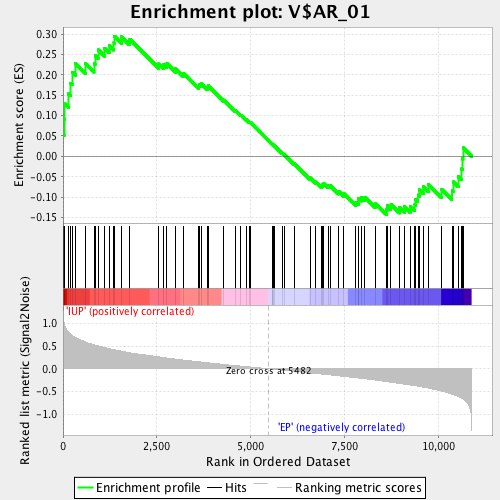 Enrichment plot: V$AR_01
Enrichment score (ES)
0.30
0.25
0.20
0.15
0.10
0.05
0.00
-0.05
-0.10
-0.15
Ranked list metric (Signal2Noise)
1.0
0.5
0.0
-0.5
-1.0
'IUP' (positively correlated)
Zero cross at 5482
'EP' (negatively correlated)
0 2,500 5,000 7,500 10,000
Rank in Ordered Dataset
Enrichment profile Hits Ranking metric scores